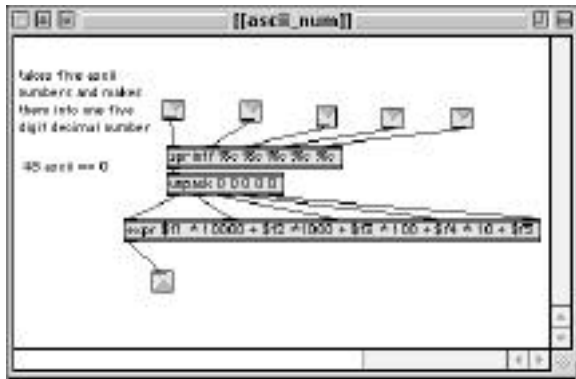 [[ascii_num]]
takes five ascii
numbers and makes
them into one five
digit decimal number
48 ascii == 0
sprintf %c %c %c %c %c
unpack 0 0 0 0 0
expr $f1 * 10000 + $f2 * 1000 + $f3 * 100 + $f4 * 10 + $f5